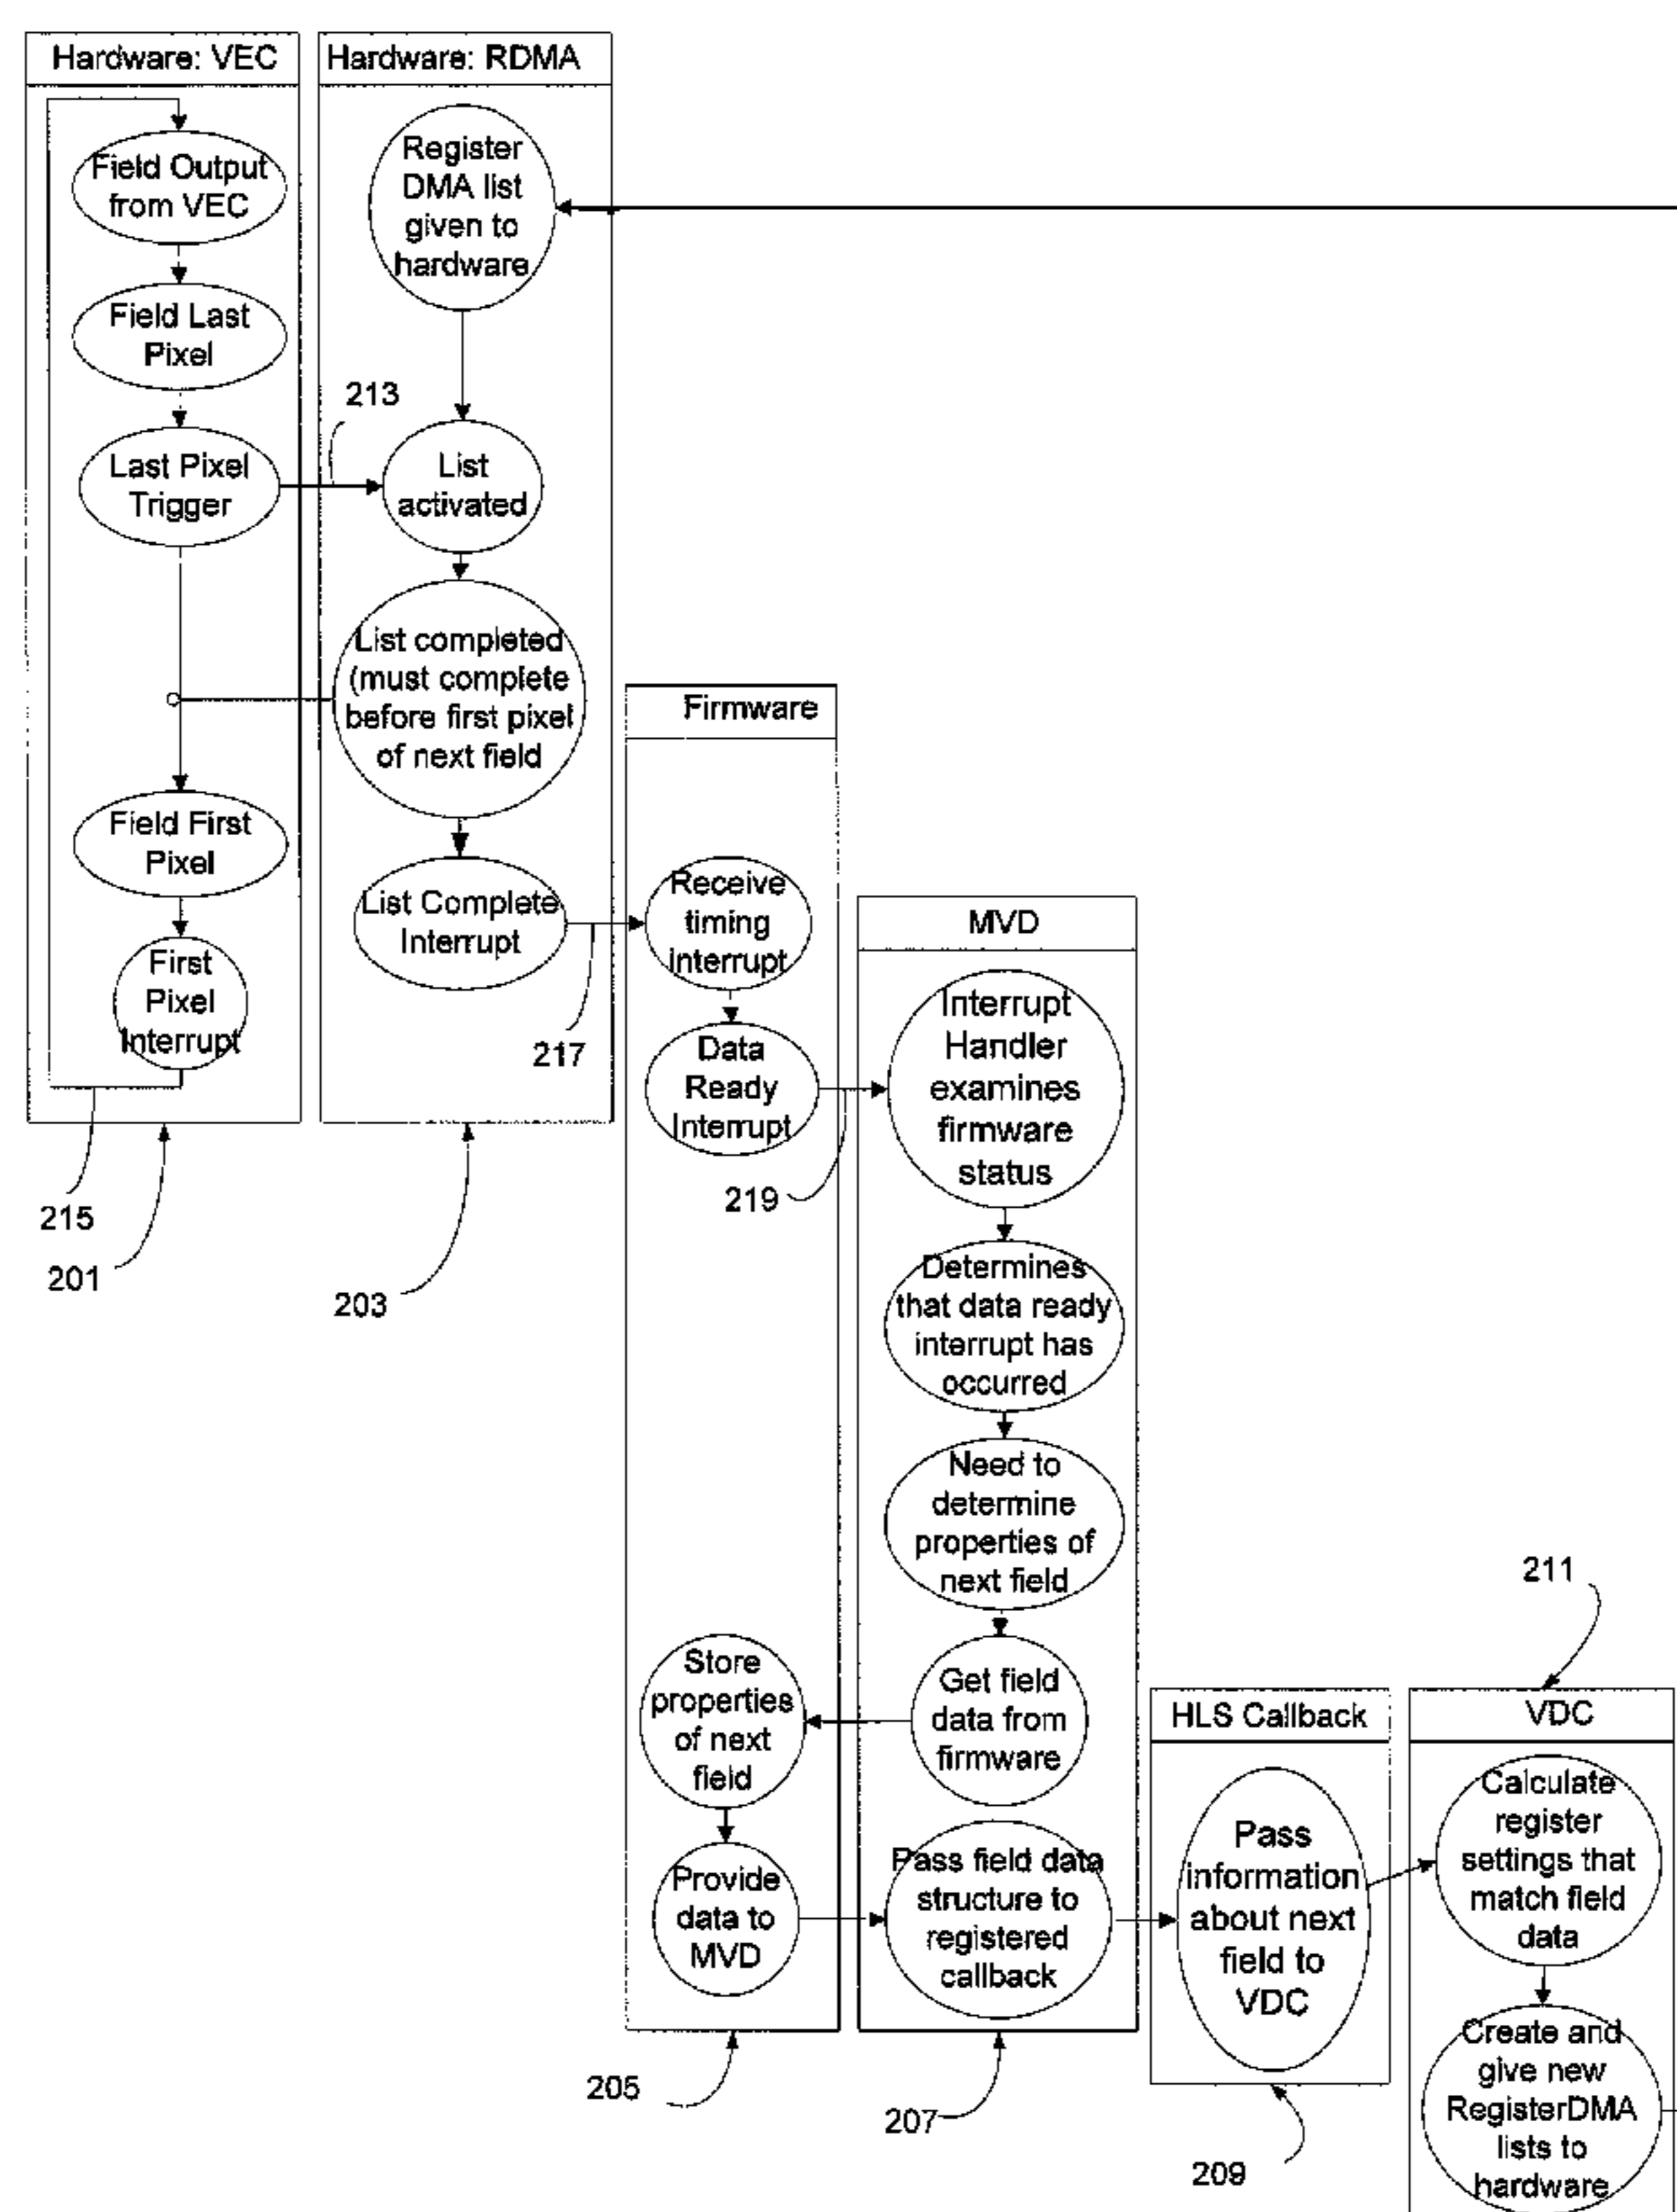 Hardware: VEC
Field Output
from VEC
Field Last
Pixel
Last Pixel
Trigger
Field First
Pixel
First
Pixel
Interrupt
215
201
Hardware: RDMA
Register
DMA list
given to
hardware
213
List
activated
List completed
(must complete
before first pixel
of next field
List Complete
Interrupt
217
203
Firmware
Receive
timing
interrupt
Data
Ready
Interrupt
219
Store
properties
of next
field
Provide
data to
MVD
205
MVD
Interrupt
Handler
examines
firmware
status
Determines
that data ready
interrupt has
occurred
Need to
determine
properties of
next field
Get field
data from
firmware
Pass field data
structure to
registered
callback
207
HLS Callback
Pass
information
about next
field to
VDC
209
211
VDC
Calculate
register
settings that
match field
data
Create and
give new
RegisterDMA
lists to
hardware